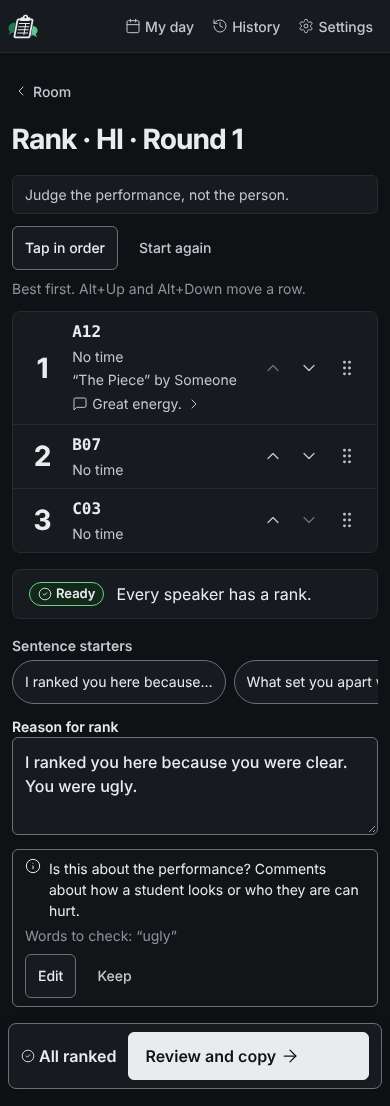 My day History Settings
Room
Rank · HI · Round 1
Judge the performance, not the person.
Tap in order Start again
Best first. Alt+Up and Alt+Down move a row.
1
A12
No time
“The Piece” by Someone
Great energy.
2
B07
No time
3
C03
No time
Ready Every speaker has a rank.
Sentence starters
I ranked you here because... What set you apart
Reason for rank
I ranked you here because you were clear.
You were ugly.
Is this about the performance? Comments
about how a student looks or who they are can
hurt.
Words to check: “ugly”
Edit Keep
All ranked Review and copy →